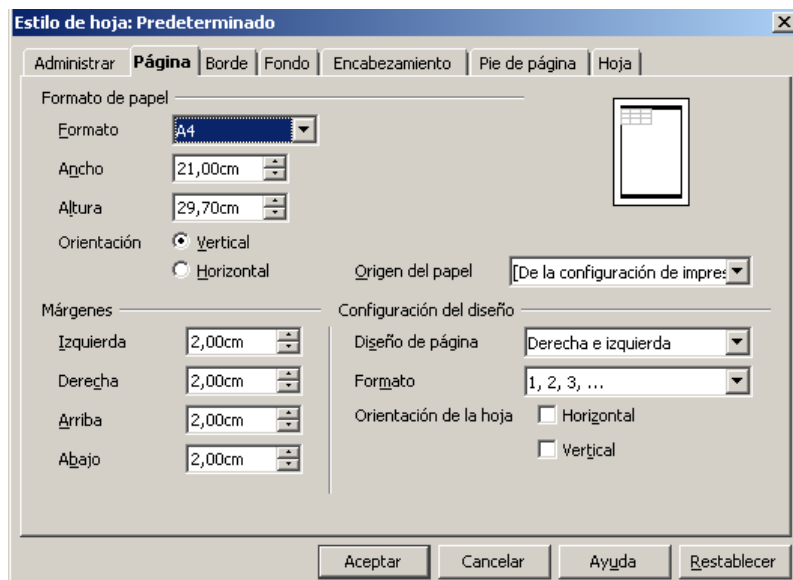 Estilo de hoja: Predeterminado
Administrar Página Borde Fondo Encabezamiento Pie de página Hoja
Formato de papel
Formato A4
Ancho 21,00cm
Altura 29,70cm
Orientación Vertical
Horizontal
Origen del papel [De la configuración de impres
Márgenes
Izquierda 2,00cm
Derecha 2,00cm
Arriba 2,00cm
Abajo 2,00cm
Configuración del diseño
Diseño de página Derecha e izquierda
Formato 1, 2, 3, ...
Orientación de la hoja Horizontal
Vertical
Aceptar Cancelar Ayuda Restablecer